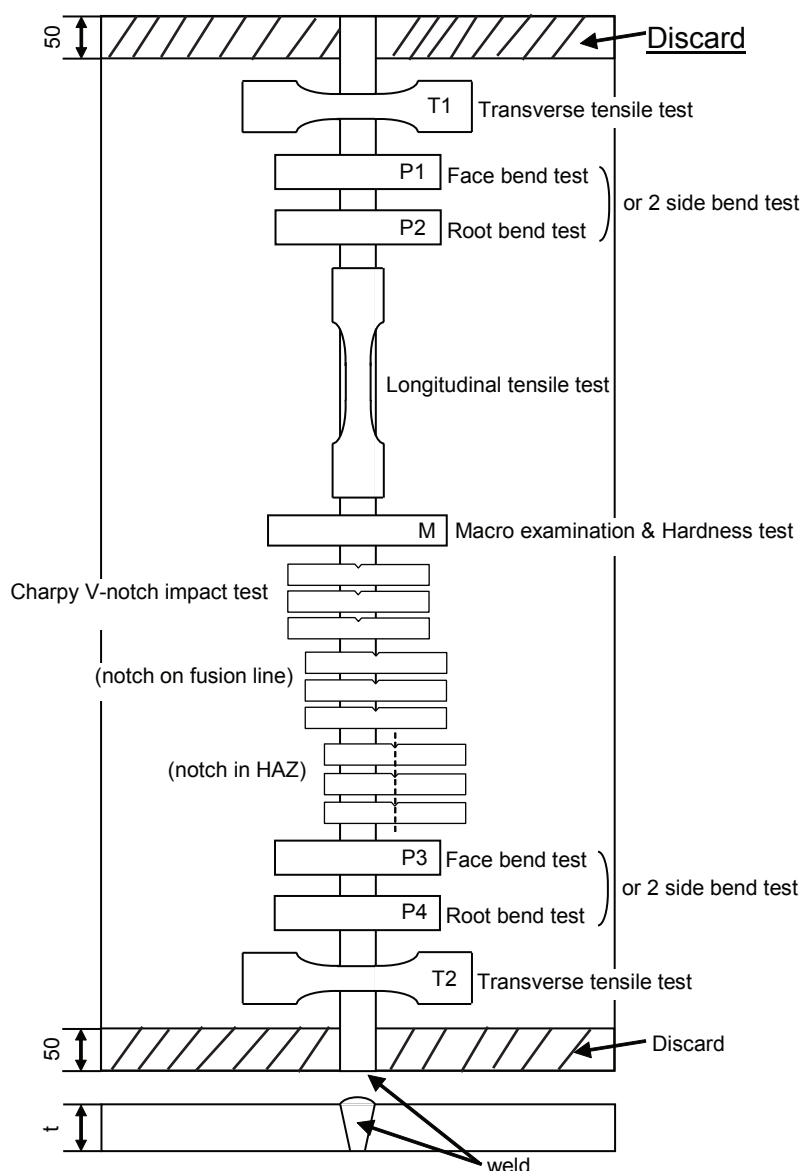 50
Discard
T1
Transverse tensile test
P1
Face bend test
or 2 side bend test
P2
Root bend test
Longitudinal tensile test
M
Macro examination & Hardness test
Charpy V-notch impact test
(notch on fusion line)
(notch in HAZ)
P3
Face bend test
or 2 side bend test
P4
Root bend test
T2
Transverse tensile test
50
Discard
t
weld